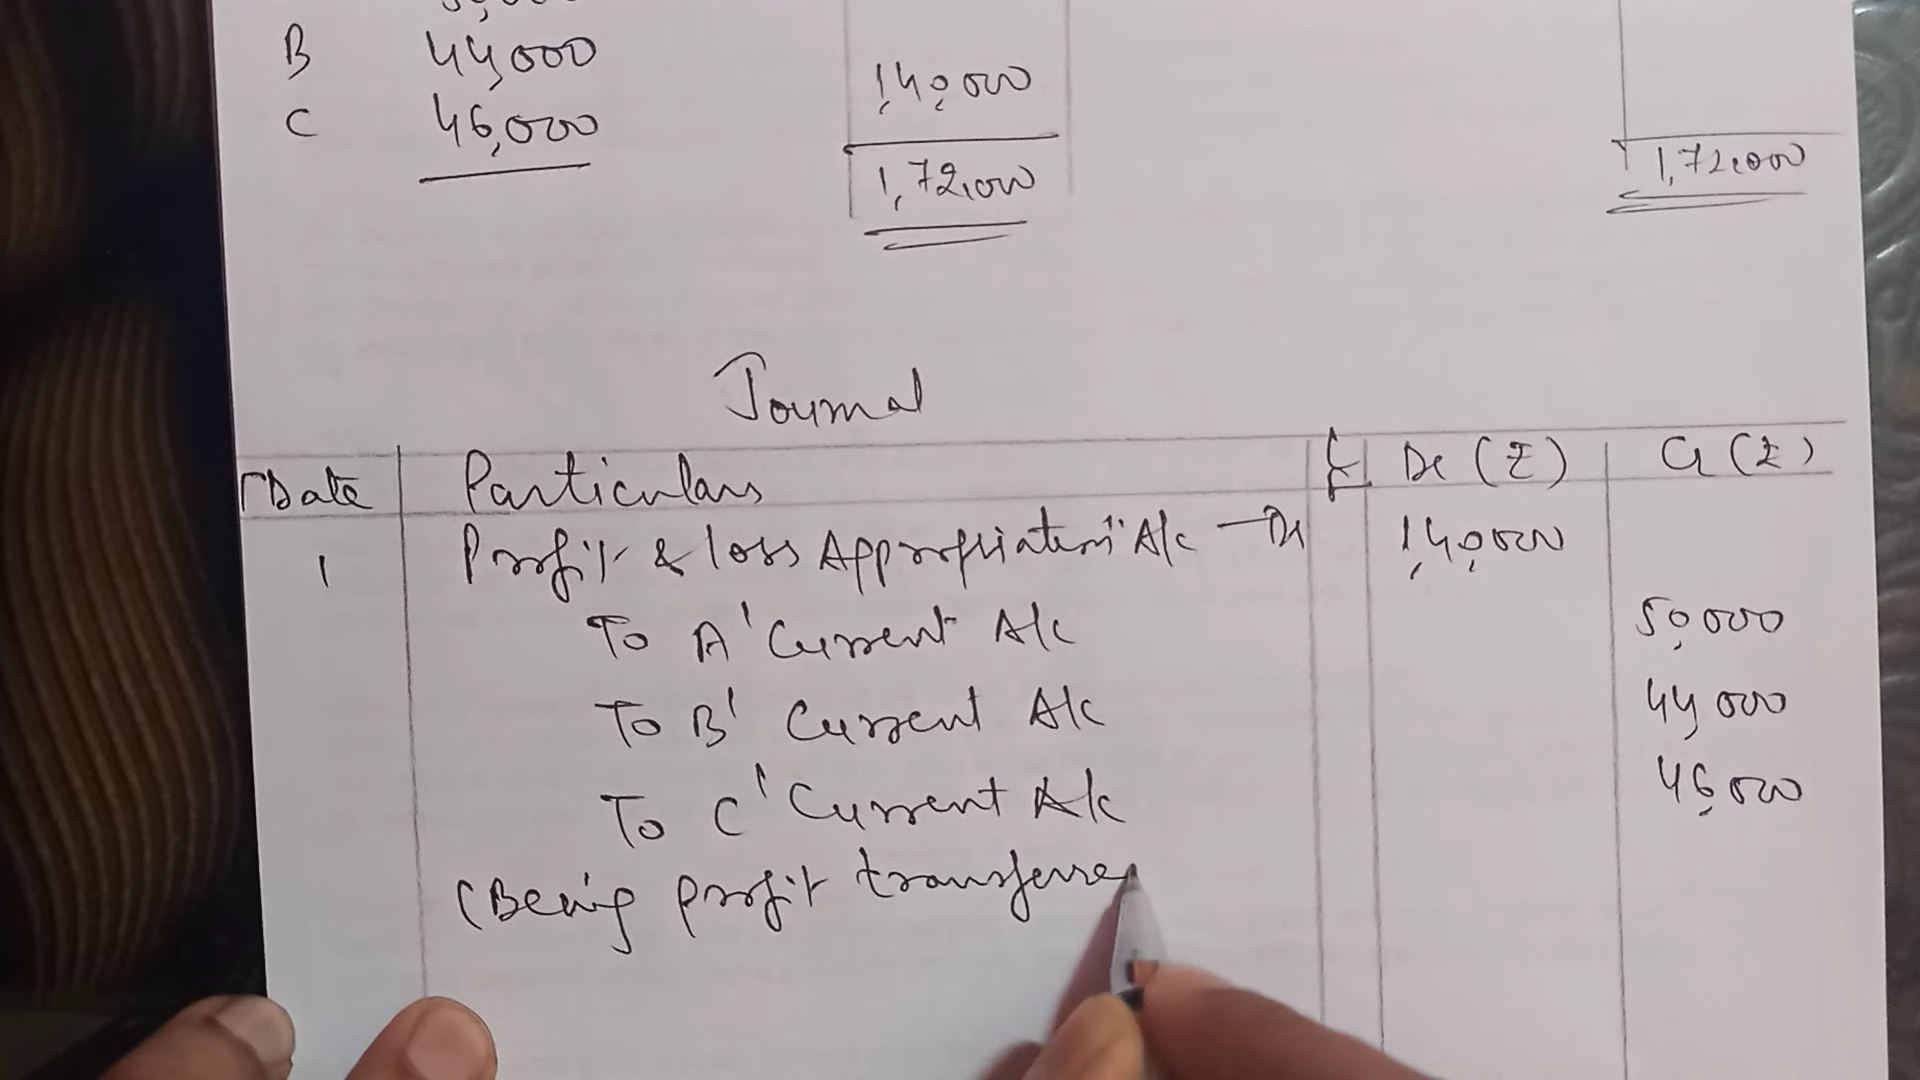 B 44,000
C 46,000 1,40,000
1,72,000 1,72,000
Journal
Date Particulars L.F. Dr (₹) Cr (₹)
1 Profit & loss Appropriation A/c — Dr 1,40,000
To A' Current A/c 50,000
To B' Current A/c 44,000
To C' Current A/c 46,000
(Being profit transferre